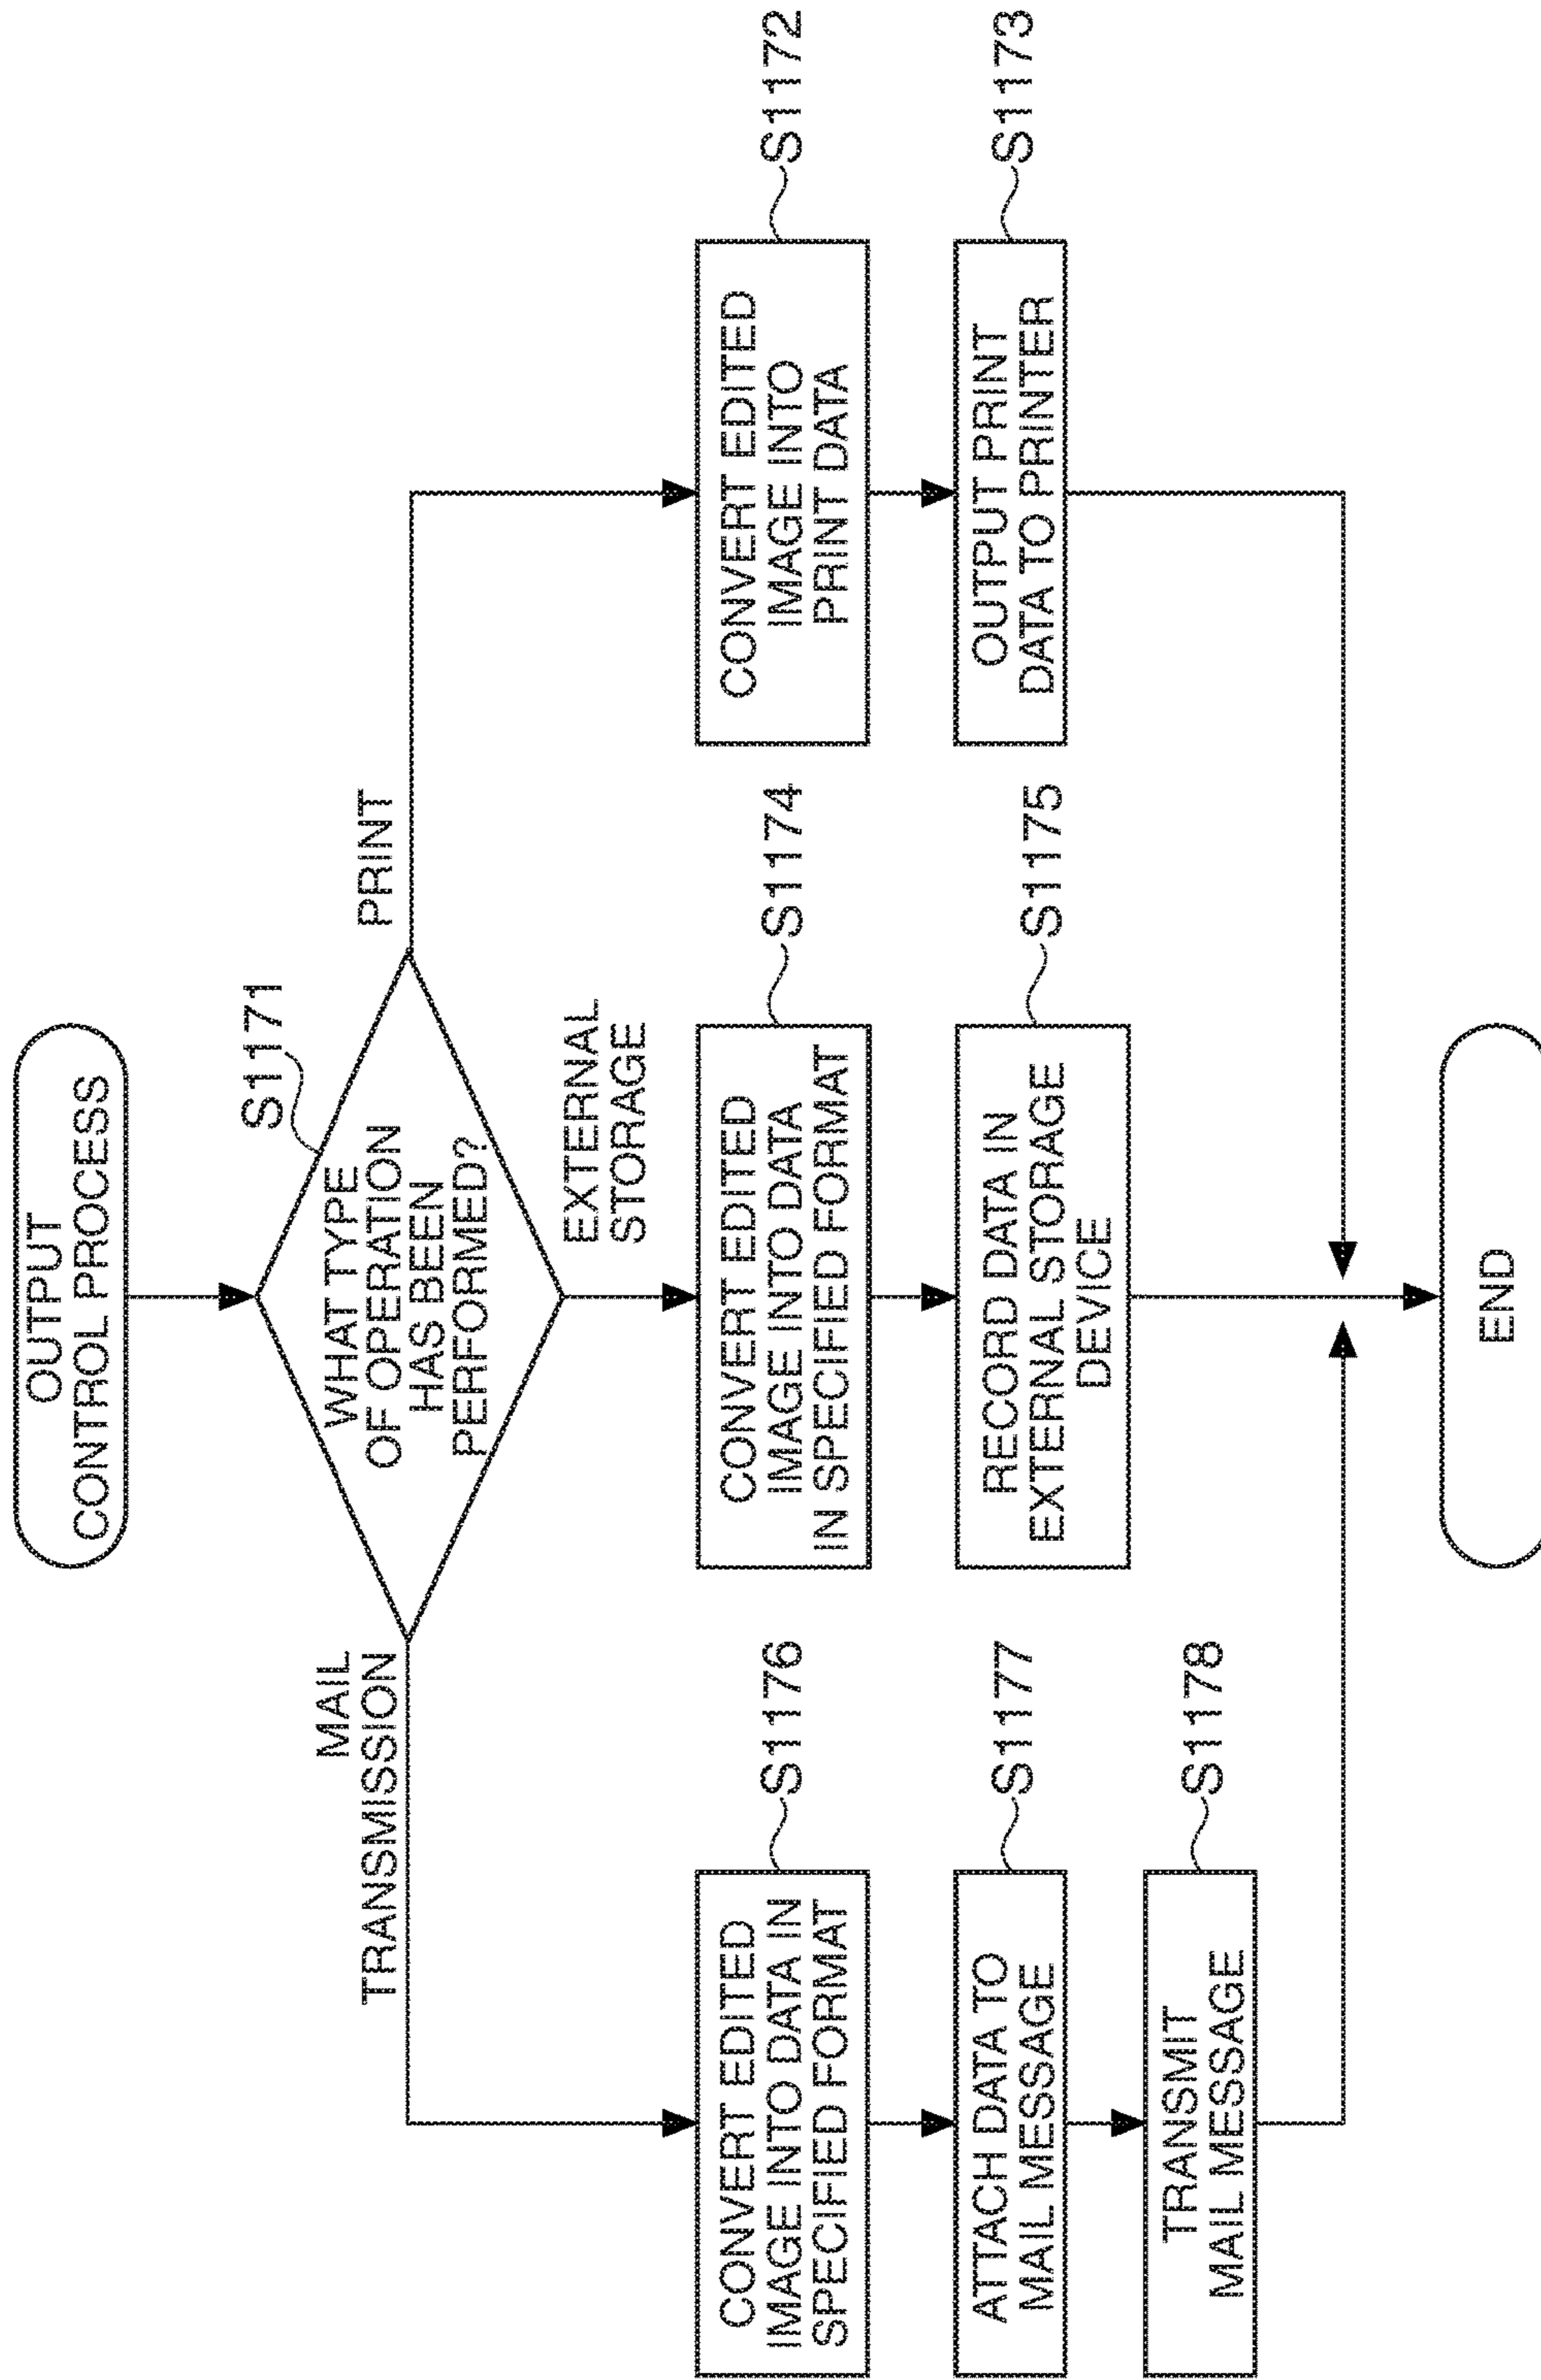 OUTPUT
CONTROL PROCESS
S1171
WHAT TYPE
OF OPERATION
HAS BEEN
PERFORMED?
MAIL
TRANSMISSION
PRINT
EXTERNAL
STORAGE
CONVERT EDITED
IMAGE INTO DATA IN
SPECIFIED FORMAT
S1176
ATTACH DATA TO
MAIL MESSAGE
S1177
TRANSMIT
MAIL MESSAGE
S1178
CONVERT EDITED
IMAGE INTO DATA
IN SPECIFIED FORMAT
S1174
RECORD DATA IN
EXTERNAL STORAGE
DEVICE
S1175
CONVERT EDITED
IMAGE INTO
PRINT DATA
S1172
OUTPUT PRINT
DATA TO PRINTER
S1173
END